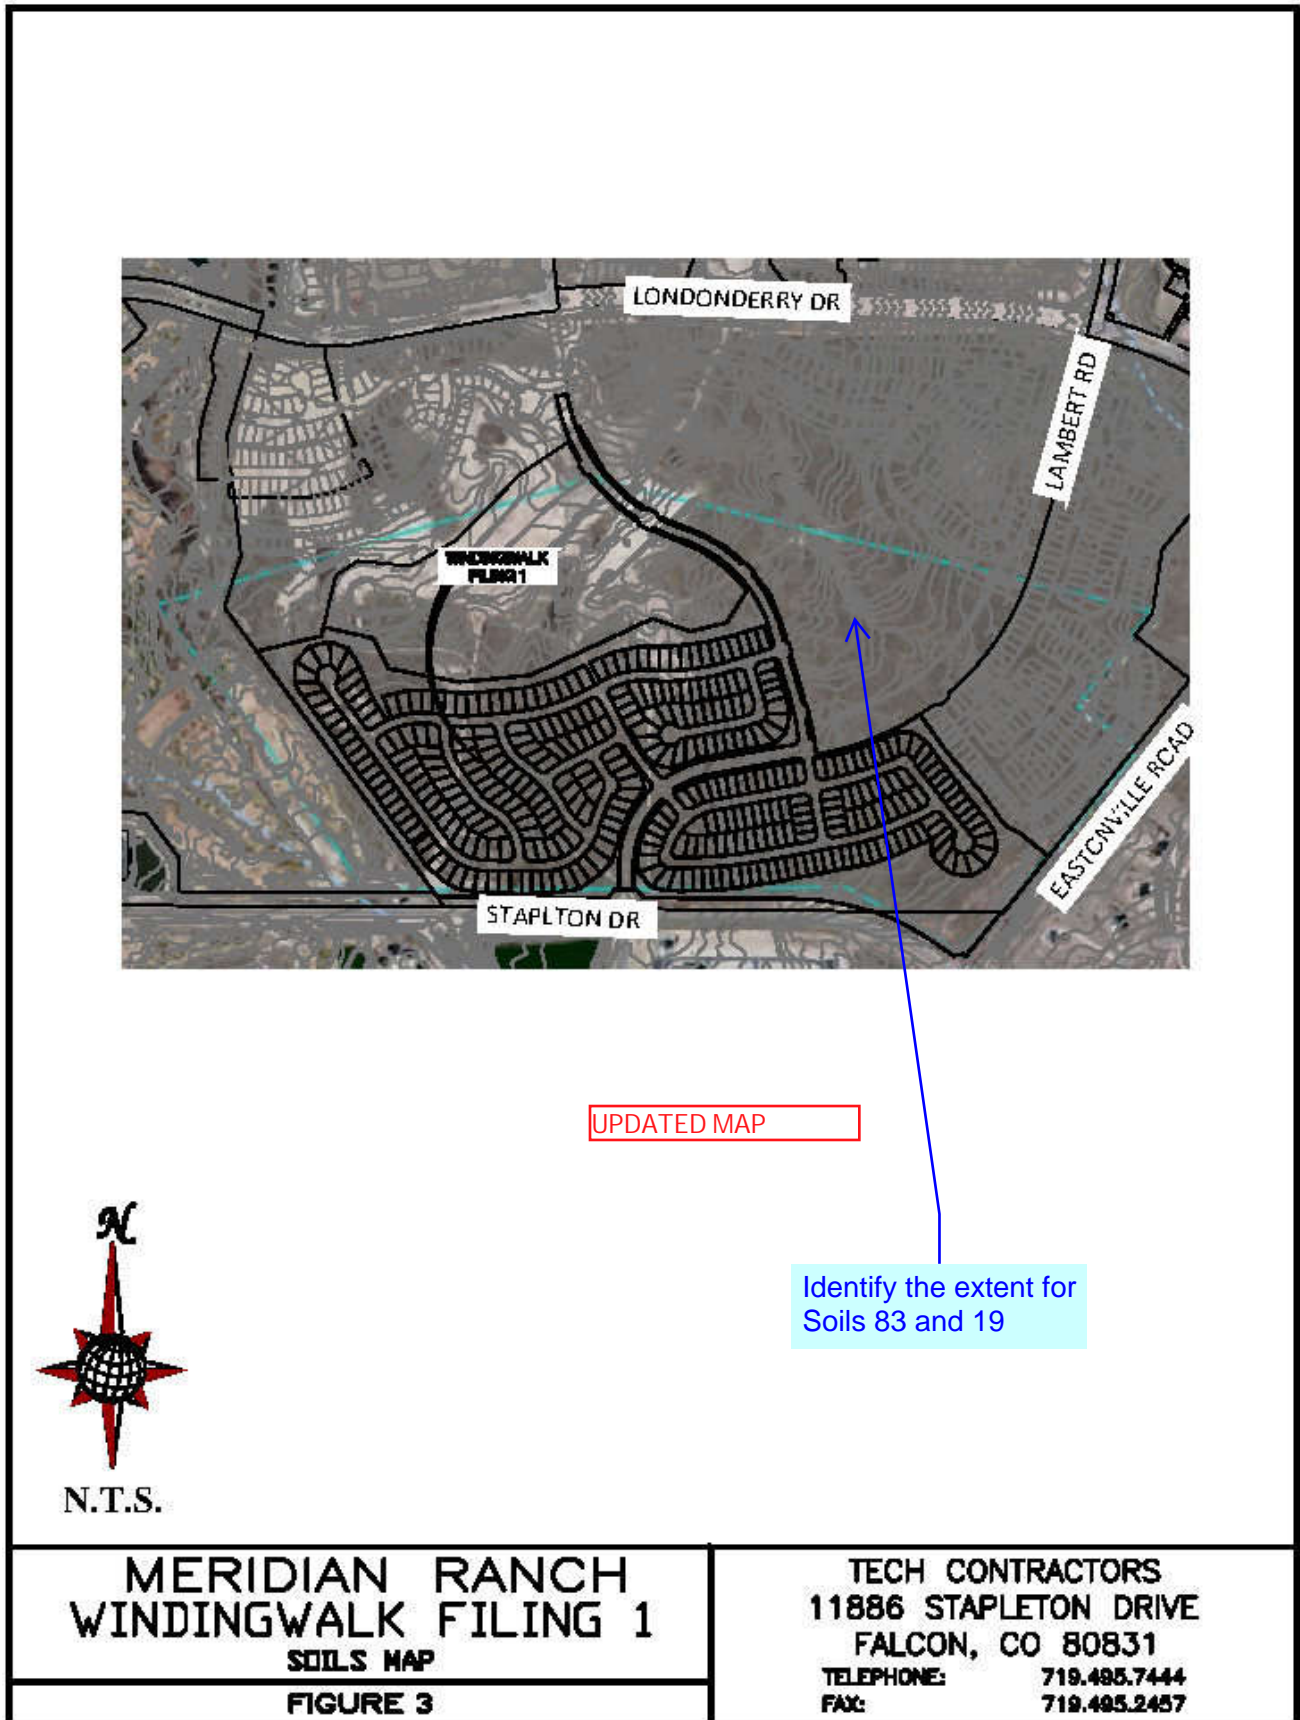 LONDONDERRY DR
LAMBERT RD
WINDINGWALK
FILING 1
EASTONVILLE ROAD
STAPLTON DR
UPDATED MAP
Identify the extent for
Soils 83 and 19
N
N.T.S.
MERIDIAN RANCH
WINDINGWALK FILING 1
SOILS MAP
FIGURE 3
TECH CONTRACTORS
11886 STAPLETON DRIVE
FALCON, CO 80831
TELEPHONE: 719.495.7444
FAX: 719.495.2457